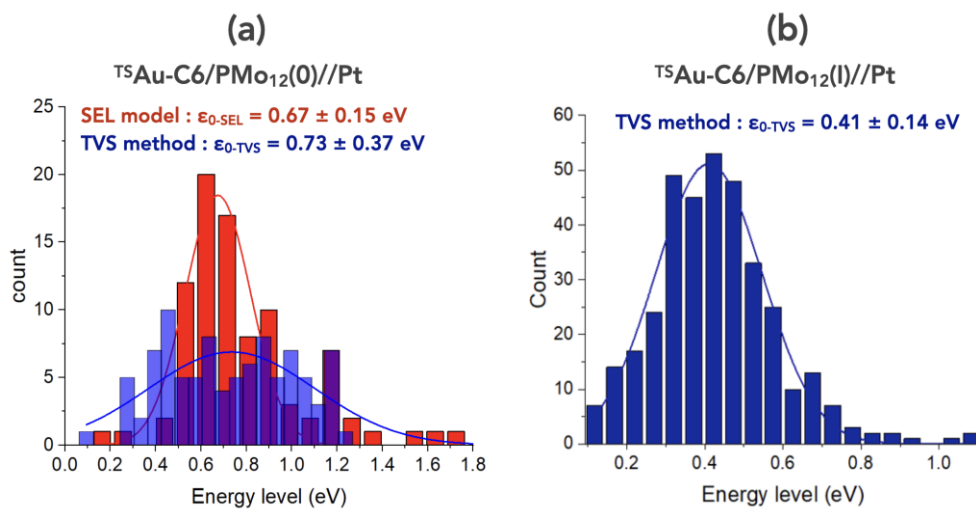 (a)
ᵀˢAu-C6/PMo₁₂(0)//Pt
SEL model : ε₀₋SEL = 0.67 ± 0.15 eV
TVS method : ε₀₋TVS = 0.73 ± 0.37 eV
25
20
15
10
5
0
count
0.0 0.2 0.4 0.6 0.8 1.0 1.2 1.4 1.6 1.8
Energy level (eV)
(b)
ᵀˢAu-C6/PMo₁₂(I)//Pt
TVS method : ε₀₋TVS = 0.41 ± 0.14 eV
60
50
40
30
20
10
0
Count
0.2 0.4 0.6 0.8 1.0
Energy level (eV)